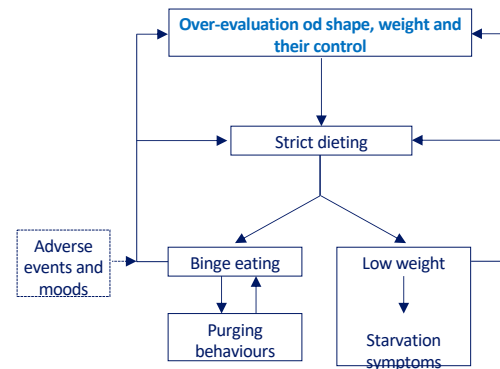 Over-evaluation od shape, weight and
their control
Strict dieting
Adverse
events and
moods
Binge eating
Low weight
Purging
behaviours
Starvation
symptoms